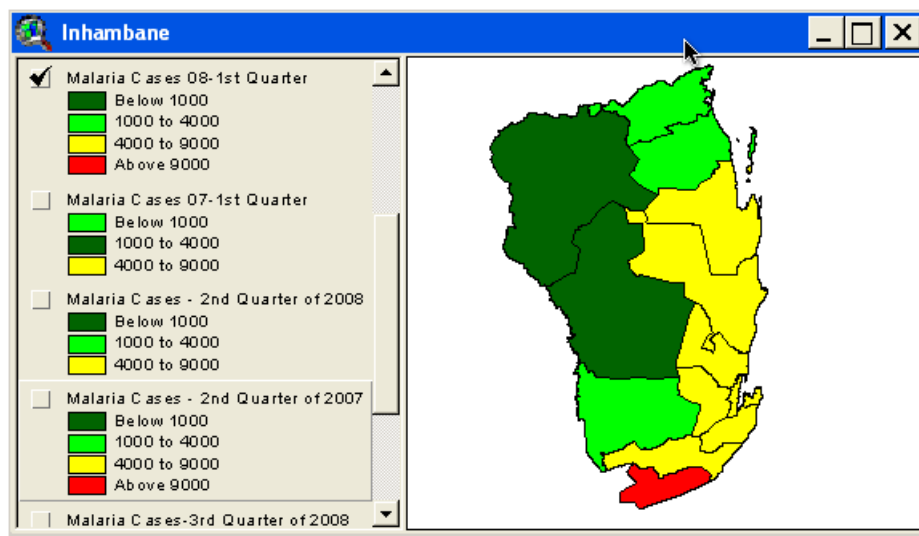 Inhambane
Malaria Cases 08-1st Quarter
Below 1000
1000 to 4000
4000 to 9000
Above 9000
Malaria Cases 07-1st Quarter
Below 1000
1000 to 4000
4000 to 9000
Malaria Cases - 2nd Quarter of 2008
Below 1000
1000 to 4000
4000 to 9000
Malaria Cases - 2nd Quarter of 2007
Below 1000
1000 to 4000
4000 to 9000
Above 9000
Malaria Cases-3rd Quarter of 2008